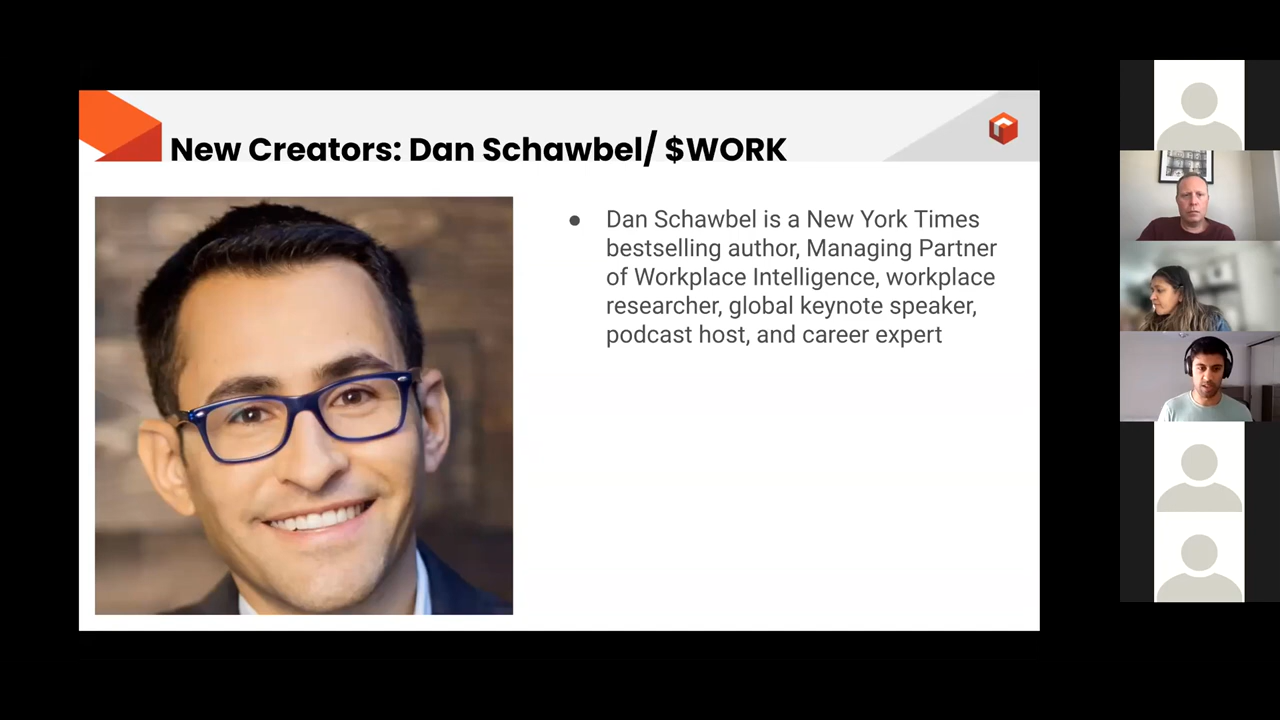 New Creators: Dan Schawbel/ $WORK
● Dan Schawbel is a New York Times
bestselling author, Managing Partner
of Workplace Intelligence, workplace
researcher, global keynote speaker,
podcast host, and career expert